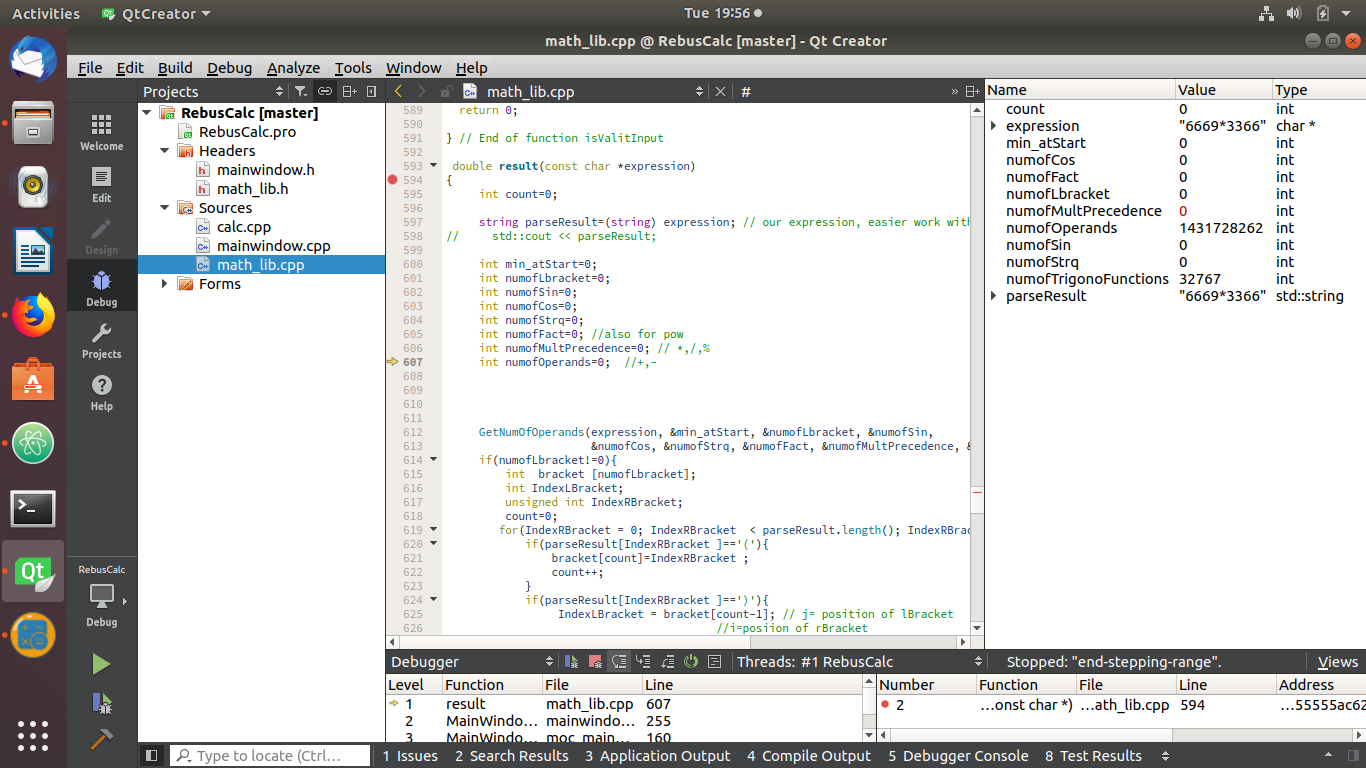 Activities QtCreator Tue 19:56
math_lib.cpp @ RebusCalc [master] - Qt Creator
File Edit Build Debug Analyze Tools Window Help
Projects math_lib.cpp # »
Name Value Type
Welcome
Edit
Design
Debug
Projects
Help
RebusCalc
Debug
RebusCalc [master]
RebusCalc.pro
Headers
mainwindow.h
math_lib.h
Sources
calc.cpp
mainwindow.cpp
math_lib.cpp
Forms
589 return 0;
590
591 } // End of function isValitInput
592
593 double result(const char *expression)
594 {
595 int count=0;
596
597 string parseResult=(string) expression; // our expression, easier work with
598 // std::cout << parseResult;
599
600 int min_atStart=0;
601 int numofLbracket=0;
602 int numofSin=0;
603 int numofCos=0;
604 int numofStrq=0;
605 int numofFact=0; //also for pow
606 int numofMultPrecedence=0; // *,/,%
607 int numofOperands=0; //+,-
608
609
610
611
612 GetNumOfOperands(expression, &min_atStart, &numofLbracket, &numofSin,
613 &numofCos, &numofStrq, &numofFact, &numofMultPrecedence, &
614 if(numofLbracket!=0){
615 int bracket [numofLbracket];
616 int IndexLBracket;
617 unsigned int IndexRBracket;
618 count=0;
619 for(IndexRBracket = 0; IndexRBracket < parseResult.length(); IndexRBrac
620 if(parseResult[IndexRBracket ]=='('){
621 bracket[count]=IndexRBracket ;
622 count++;
623 }
624 if(parseResult[IndexRBracket ]==')'){
625 IndexLBracket = bracket[count-1]; // j= position of lBracket
626 //i=posiion of rBracket
count 0 int
expression "6669*3366" char *
min_atStart 0 int
numofCos 0 int
numofFact 0 int
numofLbracket 0 int
numofMultPrecedence 0 int
numofOperands 1431728262 int
numofSin 0 int
numofStrq 0 int
numofTrigonoFunctions 32767 int
parseResult "6669*3366" std::string
Debugger Threads: #1 RebusCalc Stopped: "end-stepping-range". Views
Level Function File Line
1 result math_lib.cpp 607
2 MainWindo... mainwindo... 255
3 MainWindo... moc_main... 160
Number Function File Line Address
2 ...onst char *) ...ath_lib.cpp 594 ...55555ac62
Type to locate (Ctrl... 1 Issues 2 Search Results 3 Application Output 4 Compile Output 5 Debugger Console 8 Test Results